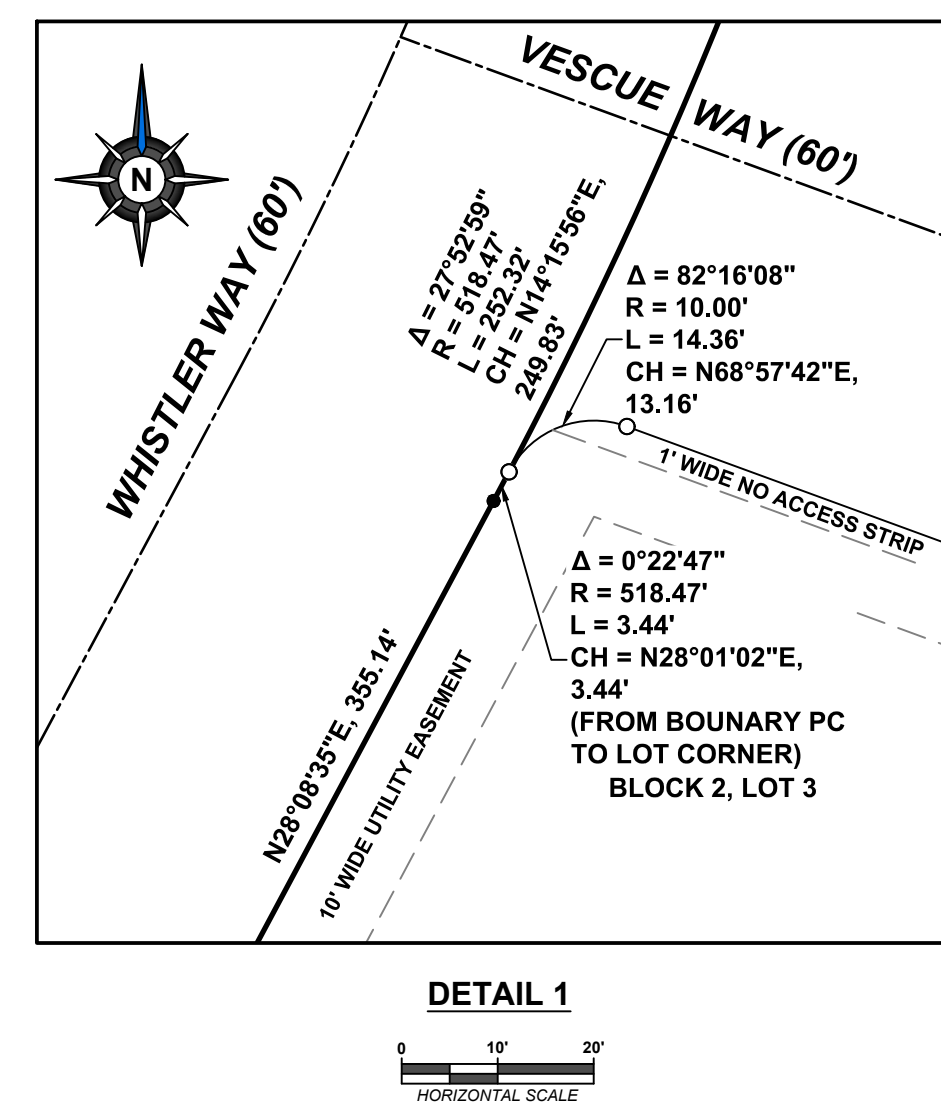 VESCUE WAY (60')
N
WHISTLER WAY (60')
Δ = 27°52'59"
R = 518.47'
L = 252.32'
CH = N14°15'56"E,
249.83'
Δ = 82°16'08"
R = 10.00'
L = 14.36'
CH = N68°57'42"E,
13.16'
1' WIDE NO ACCESS STRIP
Δ = 0°22'47"
R = 518.47'
L = 3.44'
CH = N28°01'02"E,
3.44'
(FROM BOUNARY PC
TO LOT CORNER)
BLOCK 2, LOT 3
N28°08'35"E, 355.14'
10' WIDE UTILITY EASEMENT
DETAIL 1
0 10' 20'
HORIZONTAL SCALE